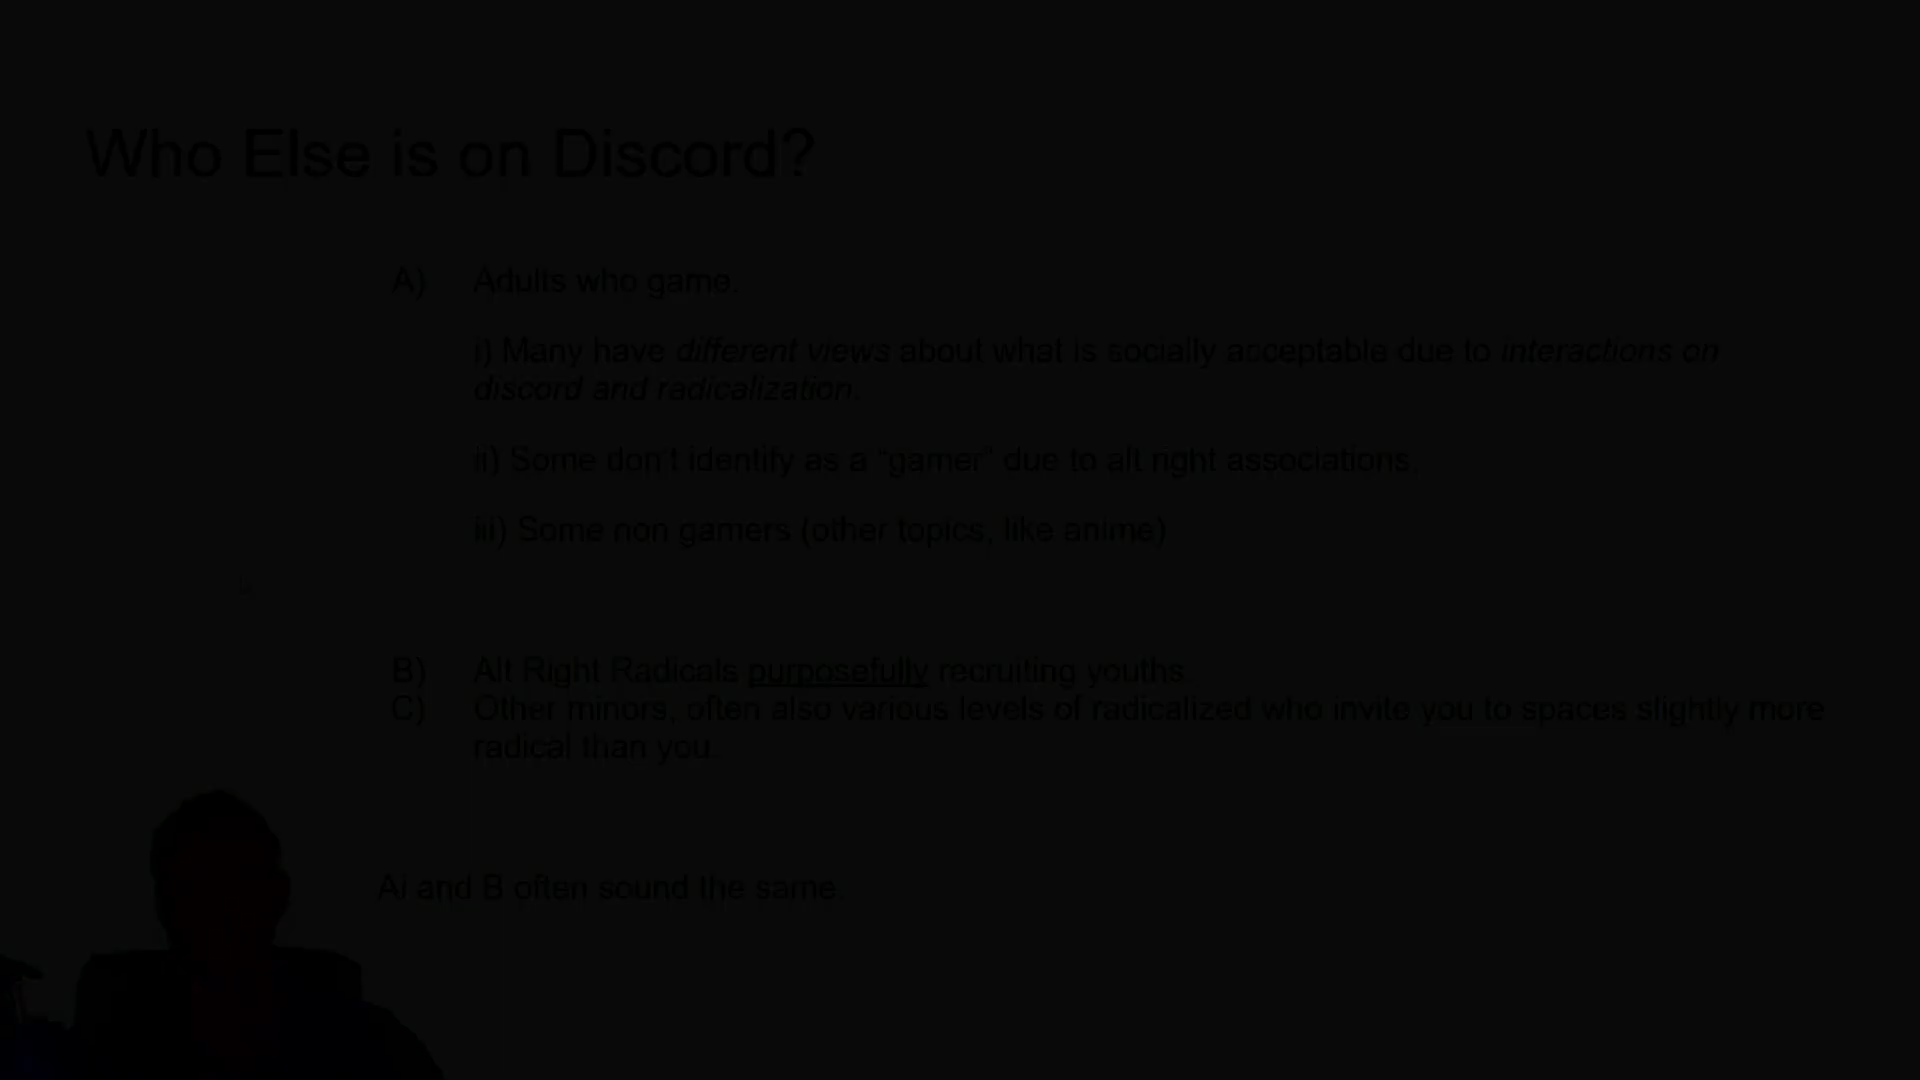 Who Else is on Discord?
A) Adults who game.
i) Many have different views about what is socially acceptable due to interactions on
discord and radicalization.
ii) Some don't identify as a "gamer" due to alt right associations.
iii) Some non gamers (other topics, like anime)
B) Alt Right Radicals purposefully recruiting youths.
C) Other minors, often also various levels of radicalized who invite you to spaces slightly more
radical than you.
Ai and B often sound the same.